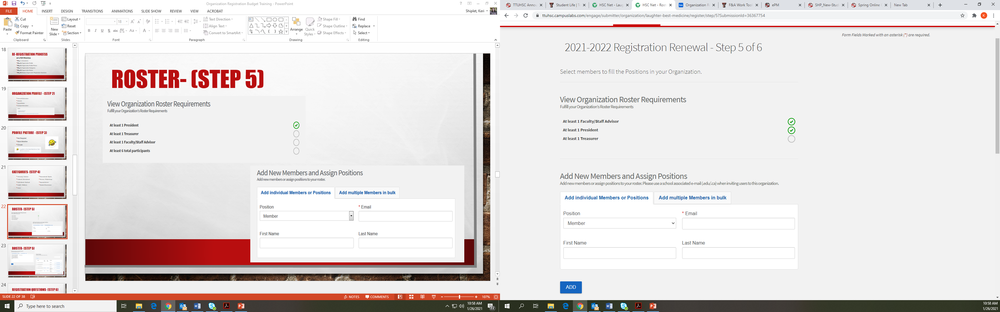 Organization Registration Budget Training - PowerPoint
FILE HOME INSERT DESIGN TRANSITIONS ANIMATIONS SLIDE SHOW REVIEW VIEW ACROBAT
Shiplet, Keri
Paste
Cut
Copy
Format Painter
Clipboard
New Slide
Layout
Reset
Section
Slides
18
Font
Text Direction
Align Text
Convert to SmartArt
Paragraph
Arrange
Quick Styles
Shape Fill
Shape Outline
Shape Effects
Drawing
Find
Replace
Select
Editing
18
RE-REGISTRATION PROCESS
SIX STEP PROCESS
19
ORGANIZATION PROFILE - (STEP 2)
20
PROFILE PICTURE - (STEP 3)
21
CATEGORIES- (STEP 4)
22
ROSTER- (STEP 5)
23
ROSTER- (STEP 5)
24
REGISTRATION QUESTIONS- (STEP 6)
ROSTER- (STEP 5)
View Organization Roster Requirements
Fulfill your Organization's Roster Requirements
At least 1 President
At least 1 Treasurer
At least 1 Faculty/Staff Advisor
At least 6 total participants
Add New Members and Assign Positions
Add new members or assign positions to your roster.
Add individual Members or Positions
Add multiple Members in bulk
Position
* Email
Member
First Name
Last Name
SLIDE 22 OF 38
NOTES
COMMENTS
107%
Type here to search
10:58 AM
1/26/2021
22
TTUHSC Annou
Student Life | Te
HSC Net - Laug
HSC Net - Rost
Organization R
F&A Work Tool
ePM
SHP_New-Stud
Spring Online
New Tab
ttuhsc.campuslabs.com/engage/submitter/organization/laughter-best-medicine/register/step/5?SubmissionId=36367754
K
Form Fields Marked with an asterisk (*) are required.
2021-2022 Registration Renewal - Step 5 of 6
Select members to fill the Positions in your Organization.
View Organization Roster Requirements
Fulfill your Organization's Roster Requirements
At least 1 Faculty/Staff Advisor
At least 1 President
At least 1 Treasurer
Add New Members and Assign Positions
Add new members or assign positions to your roster. Please use a school associated e-mail (.edu/.ca) when inviting users to this organization.
Add individual Members or Positions
Add multiple Members in bulk
Position
* Email
Member
First Name
Last Name
ADD
10:58 AM
1/26/2021